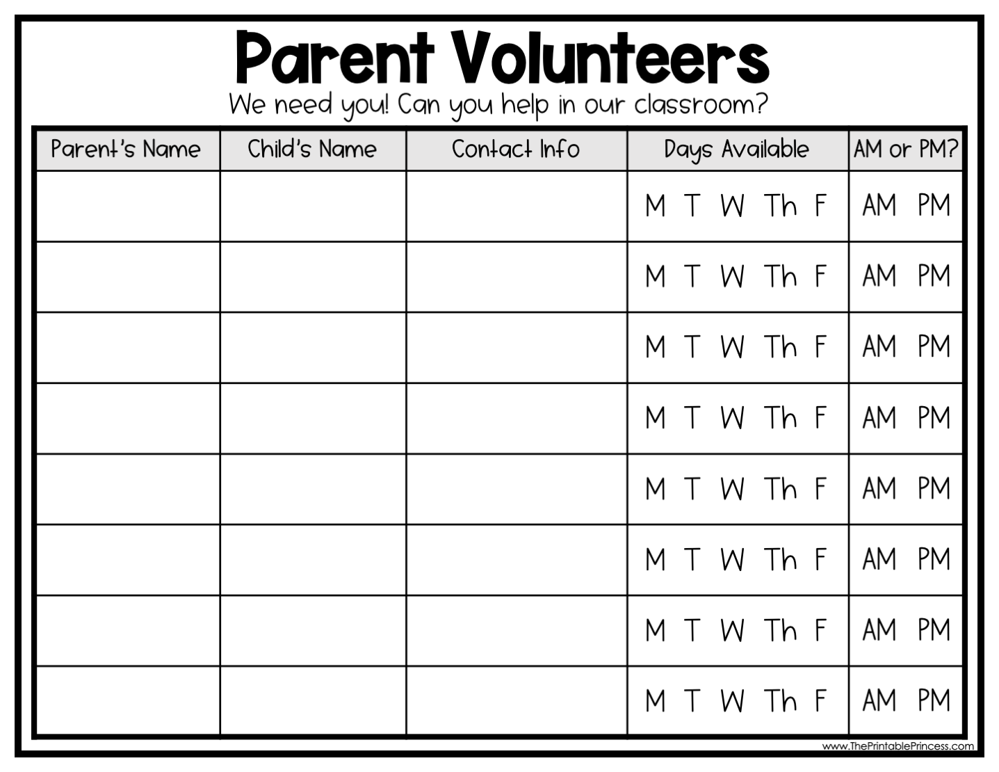 Parent Volunteers
We need you! Can you help in our classroom?
Parent's Name Child's Name Contact Info Days Available AM or PM?
M T W Th F AM PM
M T W Th F AM PM
M T W Th F AM PM
M T W Th F AM PM
M T W Th F AM PM
M T W Th F AM PM
M T W Th F AM PM
M T W Th F AM PM
www.ThePrintablePrincess.com